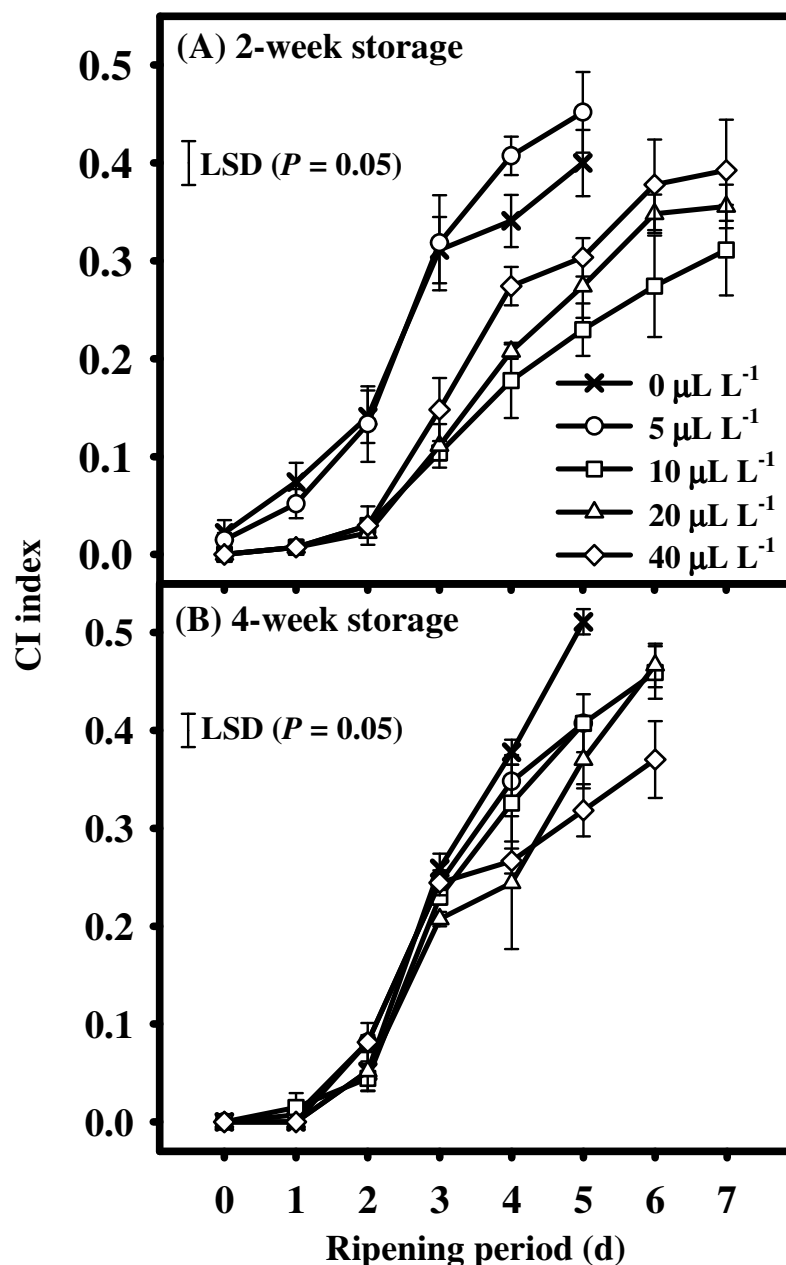 (A) 2-week storage
0.5
0.4
LSD (P = 0.05)
0.3
0.2
0.1
0.0
0 μL L⁻¹
5 μL L⁻¹
10 μL L⁻¹
20 μL L⁻¹
40 μL L⁻¹
CI index
(B) 4-week storage
0.5
0.4
LSD (P = 0.05)
0.3
0.2
0.1
0.0
0 1 2 3 4 5 6 7
Ripening period (d)